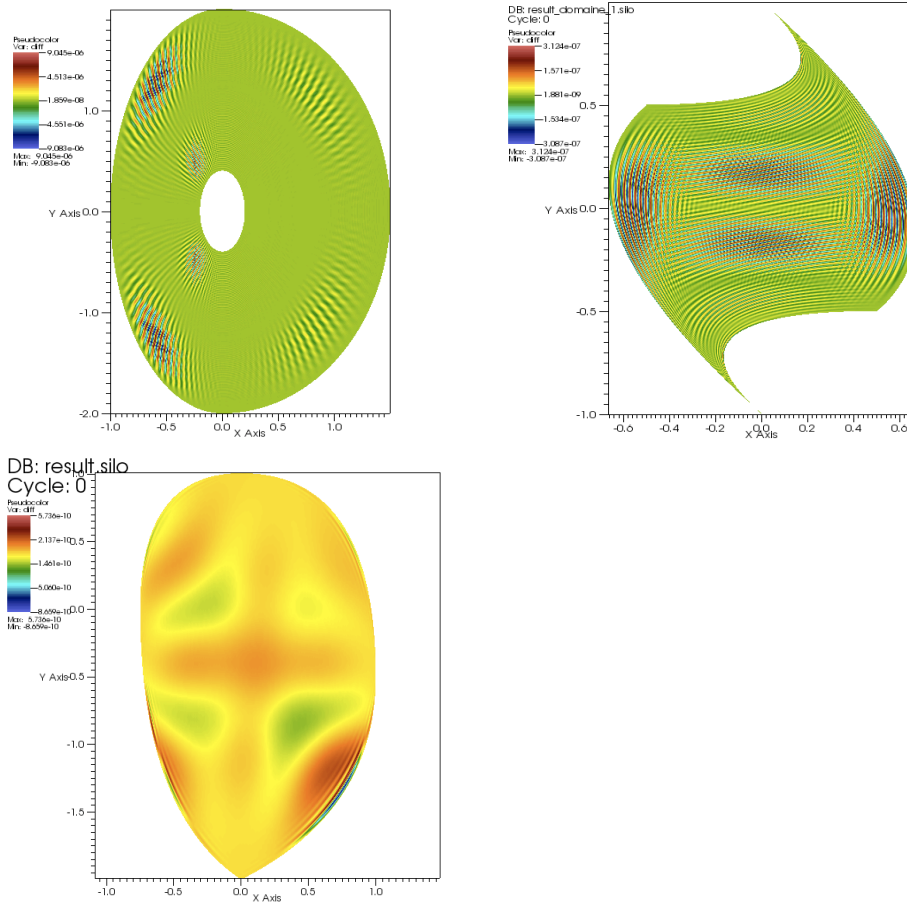 Pseudocolor
Var: diff
9.045e-06
4.513e-06
1.859e-08
-4.551e-06
-9.083e-06
Max: 9.045e-06
Min: -9.083e-06
1.0
Y Axis 0.0
-1.0
-2.0
-1.0 -0.5 0.0 0.5 1.0
X Axis
DB: result_domaine_1.silo
Cycle: 0
Pseudocolor
Var: diff
3.124e-07
1.571e-07
1.881e-09
-1.534e-07
-3.087e-07
Max: 3.124e-07
Min: -3.087e-07
0.5
Y Axis 0.0
-0.5
-1.0
-0.6 -0.4 -0.2 0.0 0.2 0.4 0.6
X Axis
DB: result.silo
Cycle: 0
Pseudocolor
Var: diff
5.736e-10
2.137e-10
-1.461e-10
-5.060e-10
-8.659e-10
Max: 5.736e-10
Min: -8.659e-10
1.0
0.5
0.0
Y Axis -0.5
-1.0
-1.5
-1.0 -0.5 0.0 0.5 1.0
X Axis